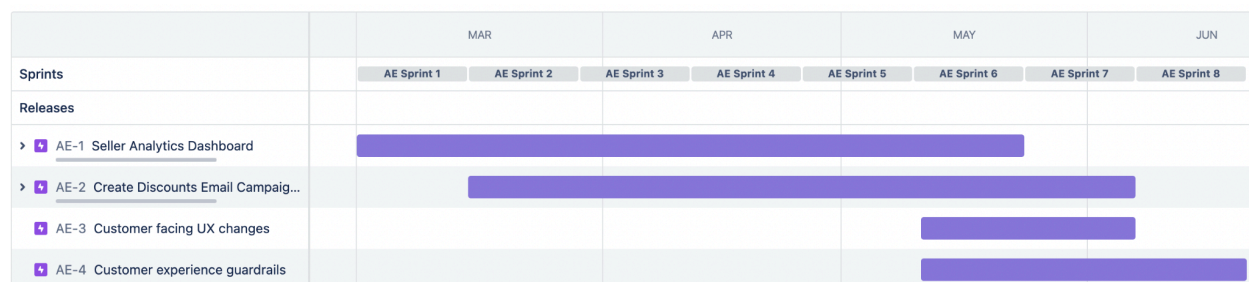 MAR APR MAY JUN
Sprints AE Sprint 1 AE Sprint 2 AE Sprint 3 AE Sprint 4 AE Sprint 5 AE Sprint 6 AE Sprint 7 AE Sprint 8
Releases
AE-1 Seller Analytics Dashboard
AE-2 Create Discounts Email Campaig...
AE-3 Customer facing UX changes
AE-4 Customer experience guardrails